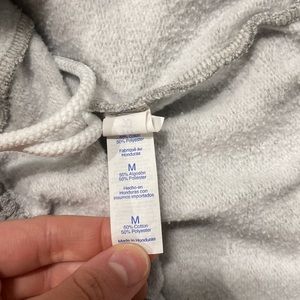 50% Polyester
Fabriqué au
Honduras
M
50% Algodón
50% Polyester
Hecho en
Honduras con
insumos importados
M
50% Cotton
50% Polyester
Made in Honduras